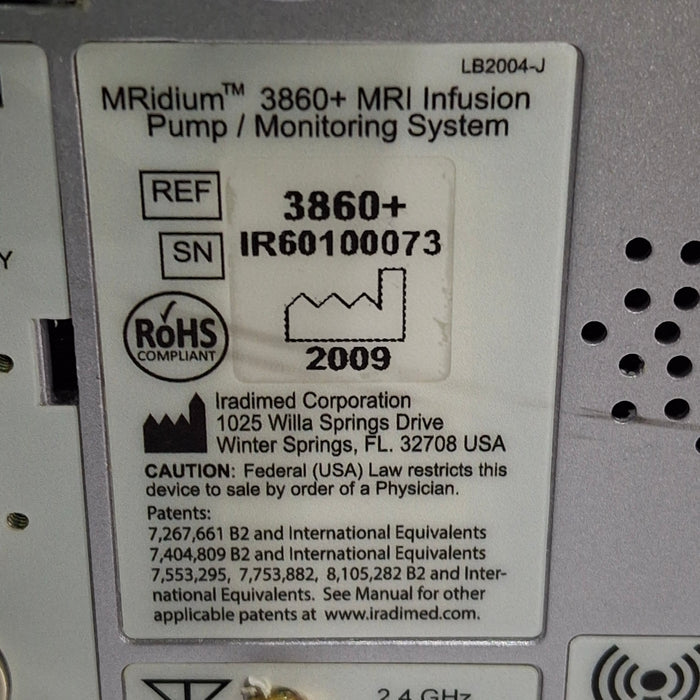 LB2004-J
MRidium™ 3860+ MRI Infusion
Pump / Monitoring System
REF 3860+
SN IR60100073
RoHS
COMPLIANT
2009
Iradimed Corporation
1025 Willa Springs Drive
Winter Springs, FL. 32708 USA
CAUTION: Federal (USA) Law restricts this
device to sale by order of a Physician.
Patents:
7,267,661 B2 and International Equivalents
7,404,809 B2 and International Equivalents
7,553,295, 7,753,882, 8,105,282 B2 and Inter-
national Equivalents. See Manual for other
applicable patents at www.iradimed.com.
Y
2.4 GHz